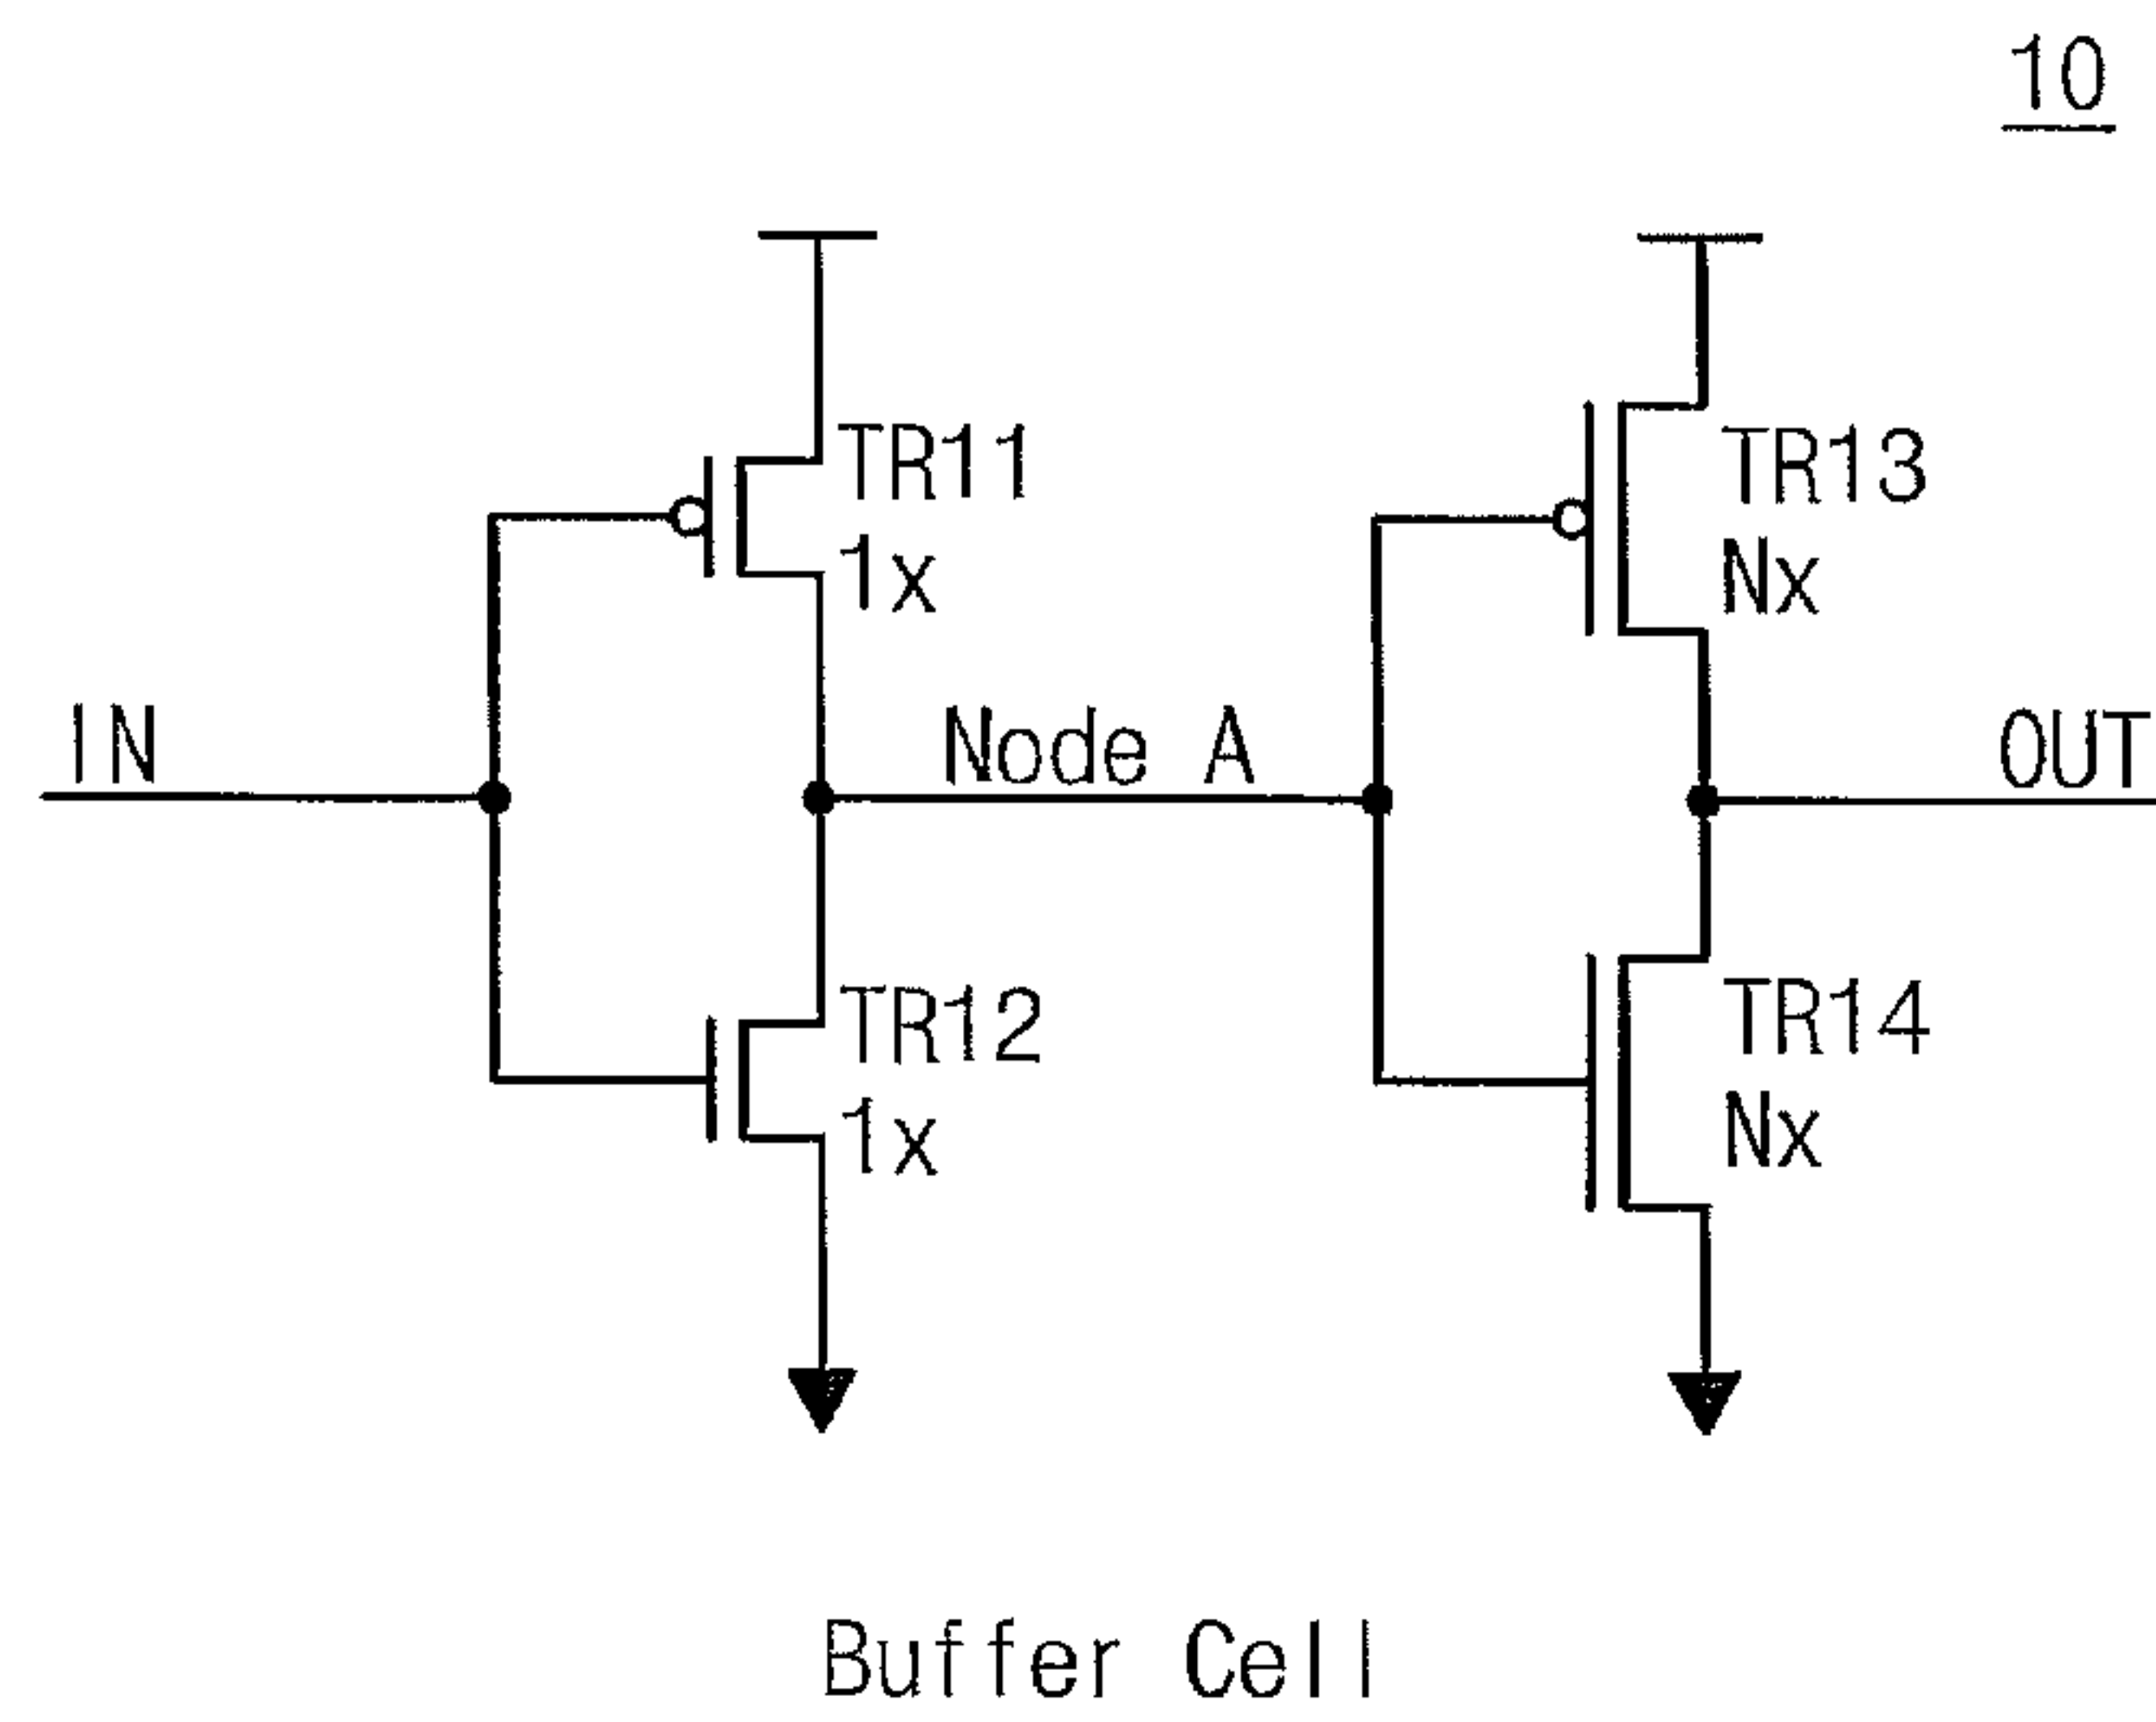 10
TR11
1x
TR13
Nx
IN
Node A
OUT
TR12
1x
TR14
Nx
Buffer Cell